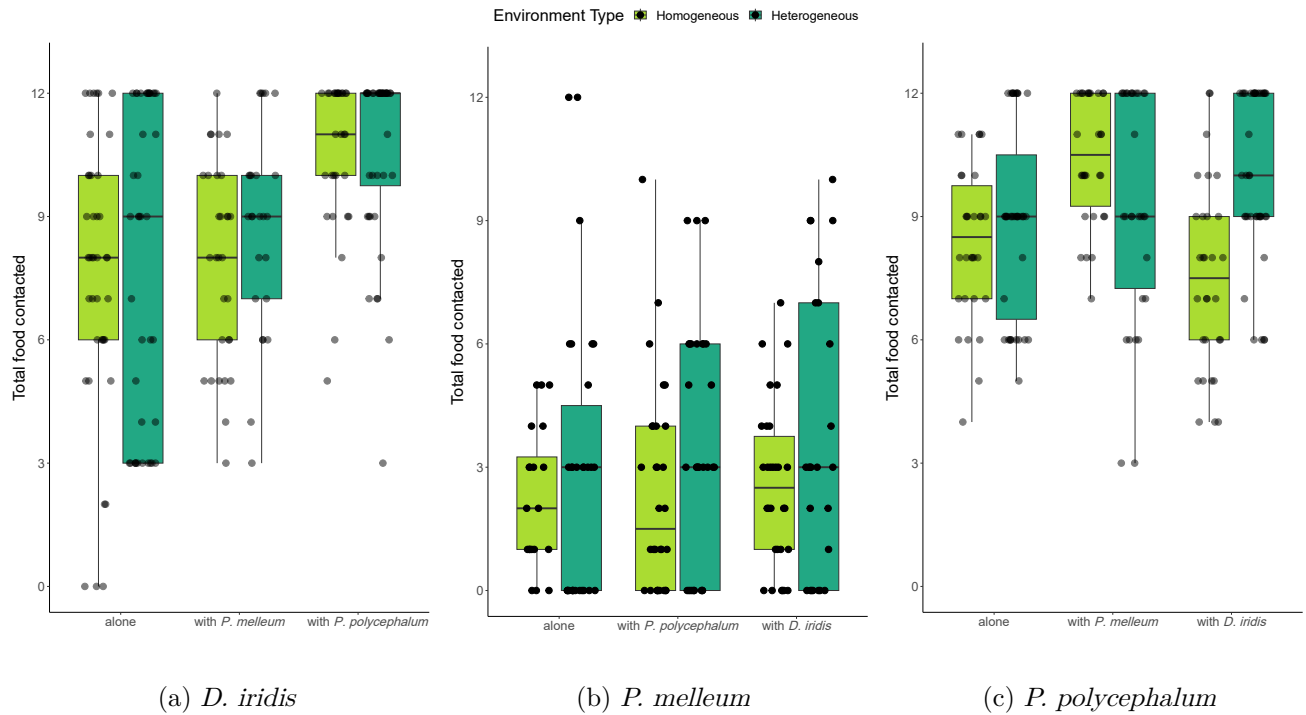 Environment Type Homogeneous Heterogeneous
Total food contacted
12
9
6
3
0
alone with P. melleum with P. polycephalum
(a) D. iridis
Total food contacted
12
9
6
3
0
alone with P. polycephalum with D. iridis
(b) P. melleum
Total food contacted
12
9
6
3
0
alone with P. melleum with D. iridis
(c) P. polycephalum